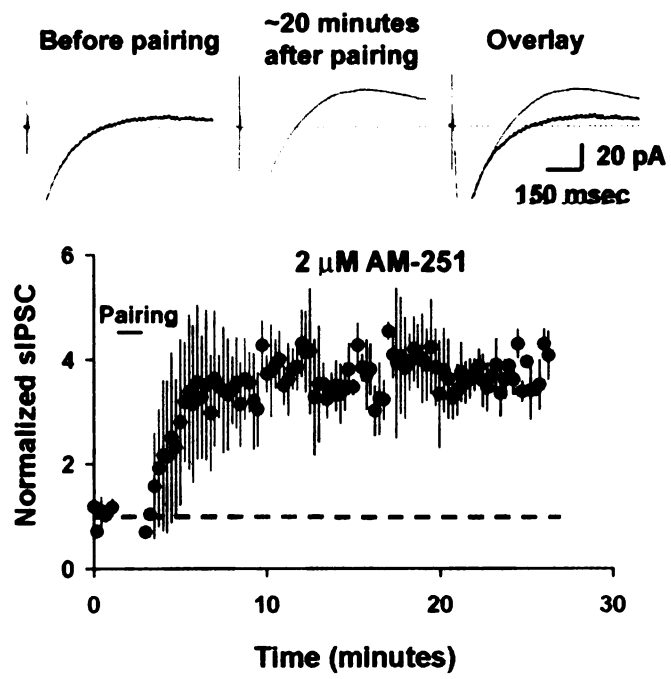 Before pairing
~20 minutes
after pairing
Overlay
20 pA
150 msec
6
2 μM AM-251
Pairing
4
Normalized sIPSC
2
0
0
10
20
30
Time (minutes)